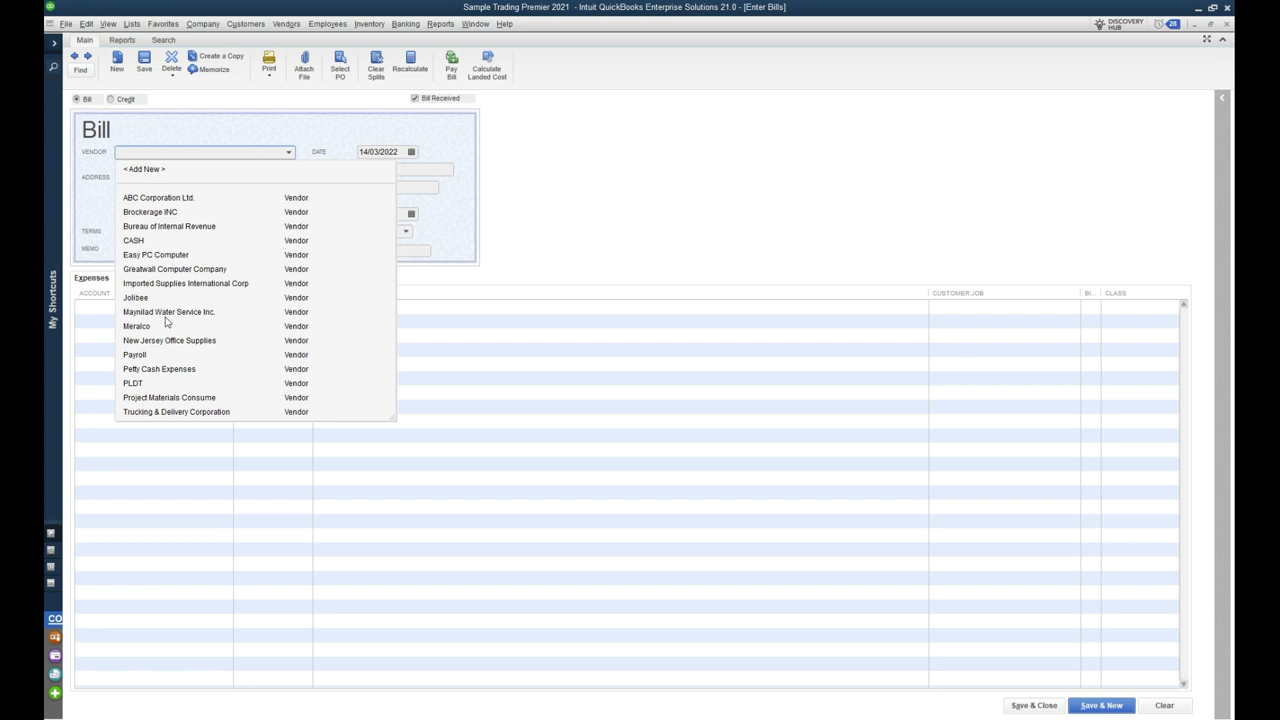 Sample Trading Premier 2021 - Intuit QuickBooks Enterprise Solutions 21.0 - [Enter Bills]
File Edit View Lists Favorites Company Customers Vendors Employees Inventory Banking Reports Window Help
DISCOVERY HUB
28
Main Reports Search
Find
New
Save
Delete
Create a Copy
Memorize
Print
Attach File
Select PO
Clear Splits
Recalculate
Pay Bill
Calculate Landed Cost
Bill Credit
Bill Received
Bill
VENDOR
DATE 14/03/2022
ADDRESS
TERMS
MEMO
< Add New >
ABC Corporation Ltd. Vendor
Brockerage INC Vendor
Bureau of Internal Revenue Vendor
CASH Vendor
Easy PC Computer Vendor
Greatwall Computer Company Vendor
Imported Supplies International Corp Vendor
Jolibee Vendor
Maynilad Water Service Inc. Vendor
Meralco Vendor
New Jersey Office Supplies Vendor
Payroll Vendor
Petty Cash Expenses Vendor
PLDT Vendor
Project Materials Consume Vendor
Trucking & Delivery Corporation Vendor
Expenses
ACCOUNT CUSTOMER:JOB BI... CLASS
My Shortcuts
CO
Save & Close Save & New Clear